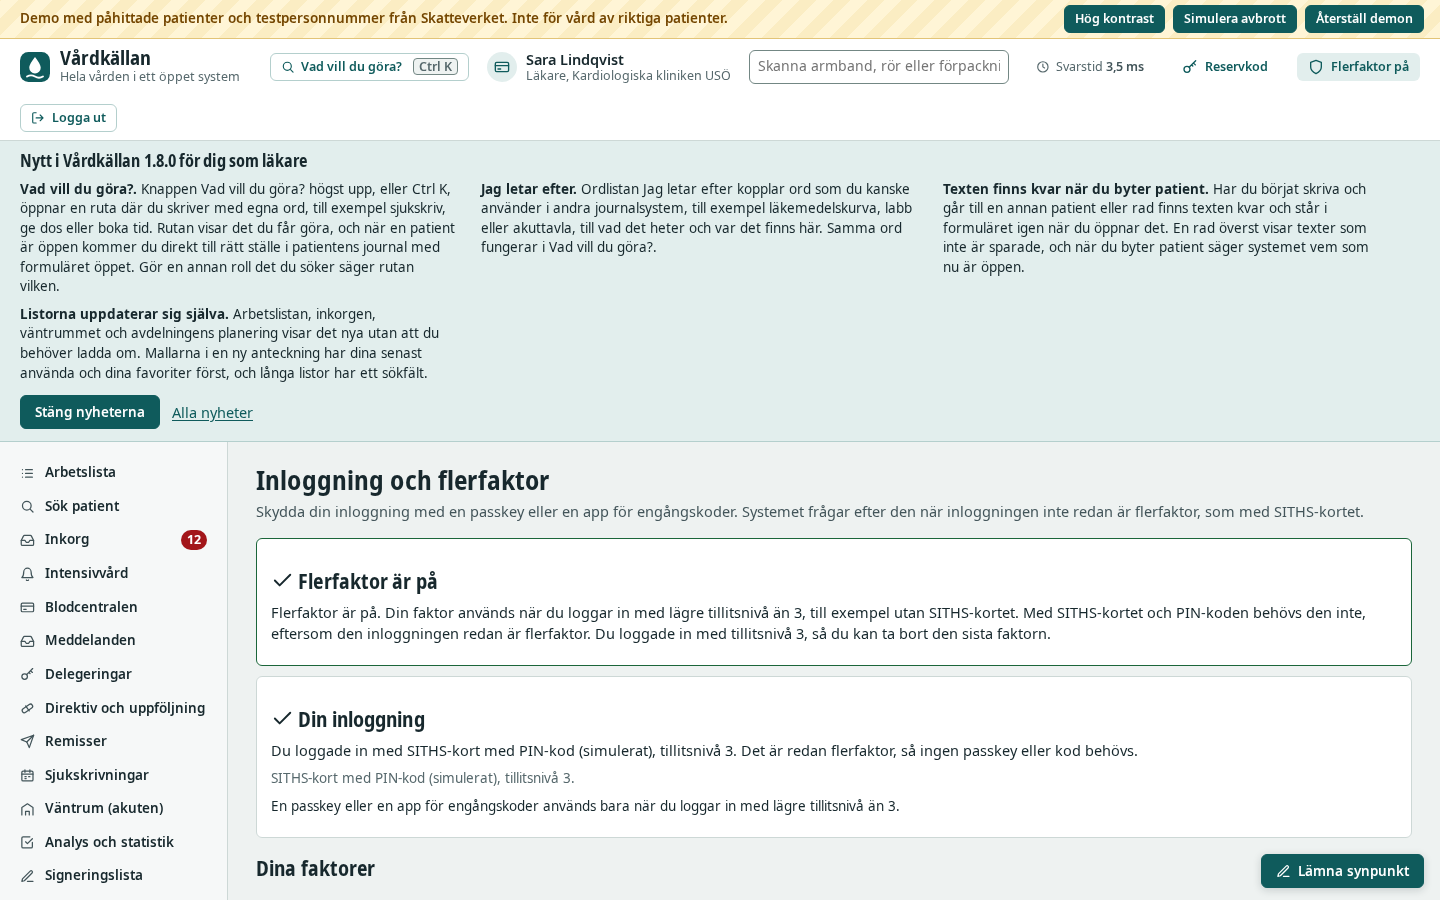 Demo med påhittade patienter och testpersonnummer från Skatteverket. Inte för vård av riktiga patienter.
Hög kontrast
Simulera avbrott
Återställ demon
Vårdkällan
Hela vården i ett öppet system
Vad vill du göra? Ctrl K
Sara Lindqvist
Läkare, Kardiologiska kliniken USÖ
Skanna armband, rör eller förpackni
Svarstid 3,5 ms
Reservkod
Flerfaktor på
Logga ut
Nytt i Vårdkällan 1.8.0 för dig som läkare
Vad vill du göra?. Knappen Vad vill du göra? högst upp, eller Ctrl K,
öppnar en ruta där du skriver med egna ord, till exempel sjukskriv,
ge dos eller boka tid. Rutan visar det du får göra, och när en patient
är öppen kommer du direkt till rätt ställe i patientens journal med
formuläret öppet. Gör en annan roll det du söker säger rutan
vilken.
Jag letar efter. Ordlistan Jag letar efter kopplar ord som du kanske
använder i andra journalsystem, till exempel läkemedelskurva, labb
eller akuttavla, till vad det heter och var det finns här. Samma ord
fungerar i Vad vill du göra?.
Texten finns kvar när du byter patient. Har du börjat skriva och
går till en annan patient eller rad finns texten kvar och står i
formuläret igen när du öppnar det. En rad överst visar texter som
inte är sparade, och när du byter patient säger systemet vem som
nu är öppen.
Listorna uppdaterar sig själva. Arbetslistan, inkorgen,
väntrummet och avdelningens planering visar det nya utan att du
behöver ladda om. Mallarna i en ny anteckning har dina senast
använda och dina favoriter först, och långa listor har ett sökfält.
Stäng nyheterna
Alla nyheter
Arbetslista
Sök patient
Inkorg 12
Intensivvård
Blodcentralen
Meddelanden
Delegeringar
Direktiv och uppföljning
Remisser
Sjukskrivningar
Väntrum (akuten)
Analys och statistik
Signeringslista
Inloggning och flerfaktor
Skydda din inloggning med en passkey eller en app för engångskoder. Systemet frågar efter den när inloggningen inte redan är flerfaktor, som med SITHS-kortet.
Flerfaktor är på
Flerfaktor är på. Din faktor används när du loggar in med lägre tillitsnivå än 3, till exempel utan SITHS-kortet. Med SITHS-kortet och PIN-koden behövs den inte,
eftersom den inloggningen redan är flerfaktor. Du loggade in med tillitsnivå 3, så du kan ta bort den sista faktorn.
Din inloggning
Du loggade in med SITHS-kort med PIN-kod (simulerat), tillitsnivå 3. Det är redan flerfaktor, så ingen passkey eller kod behövs.
SITHS-kort med PIN-kod (simulerat), tillitsnivå 3.
En passkey eller en app för engångskoder används bara när du loggar in med lägre tillitsnivå än 3.
Dina faktorer
Lämna synpunkt